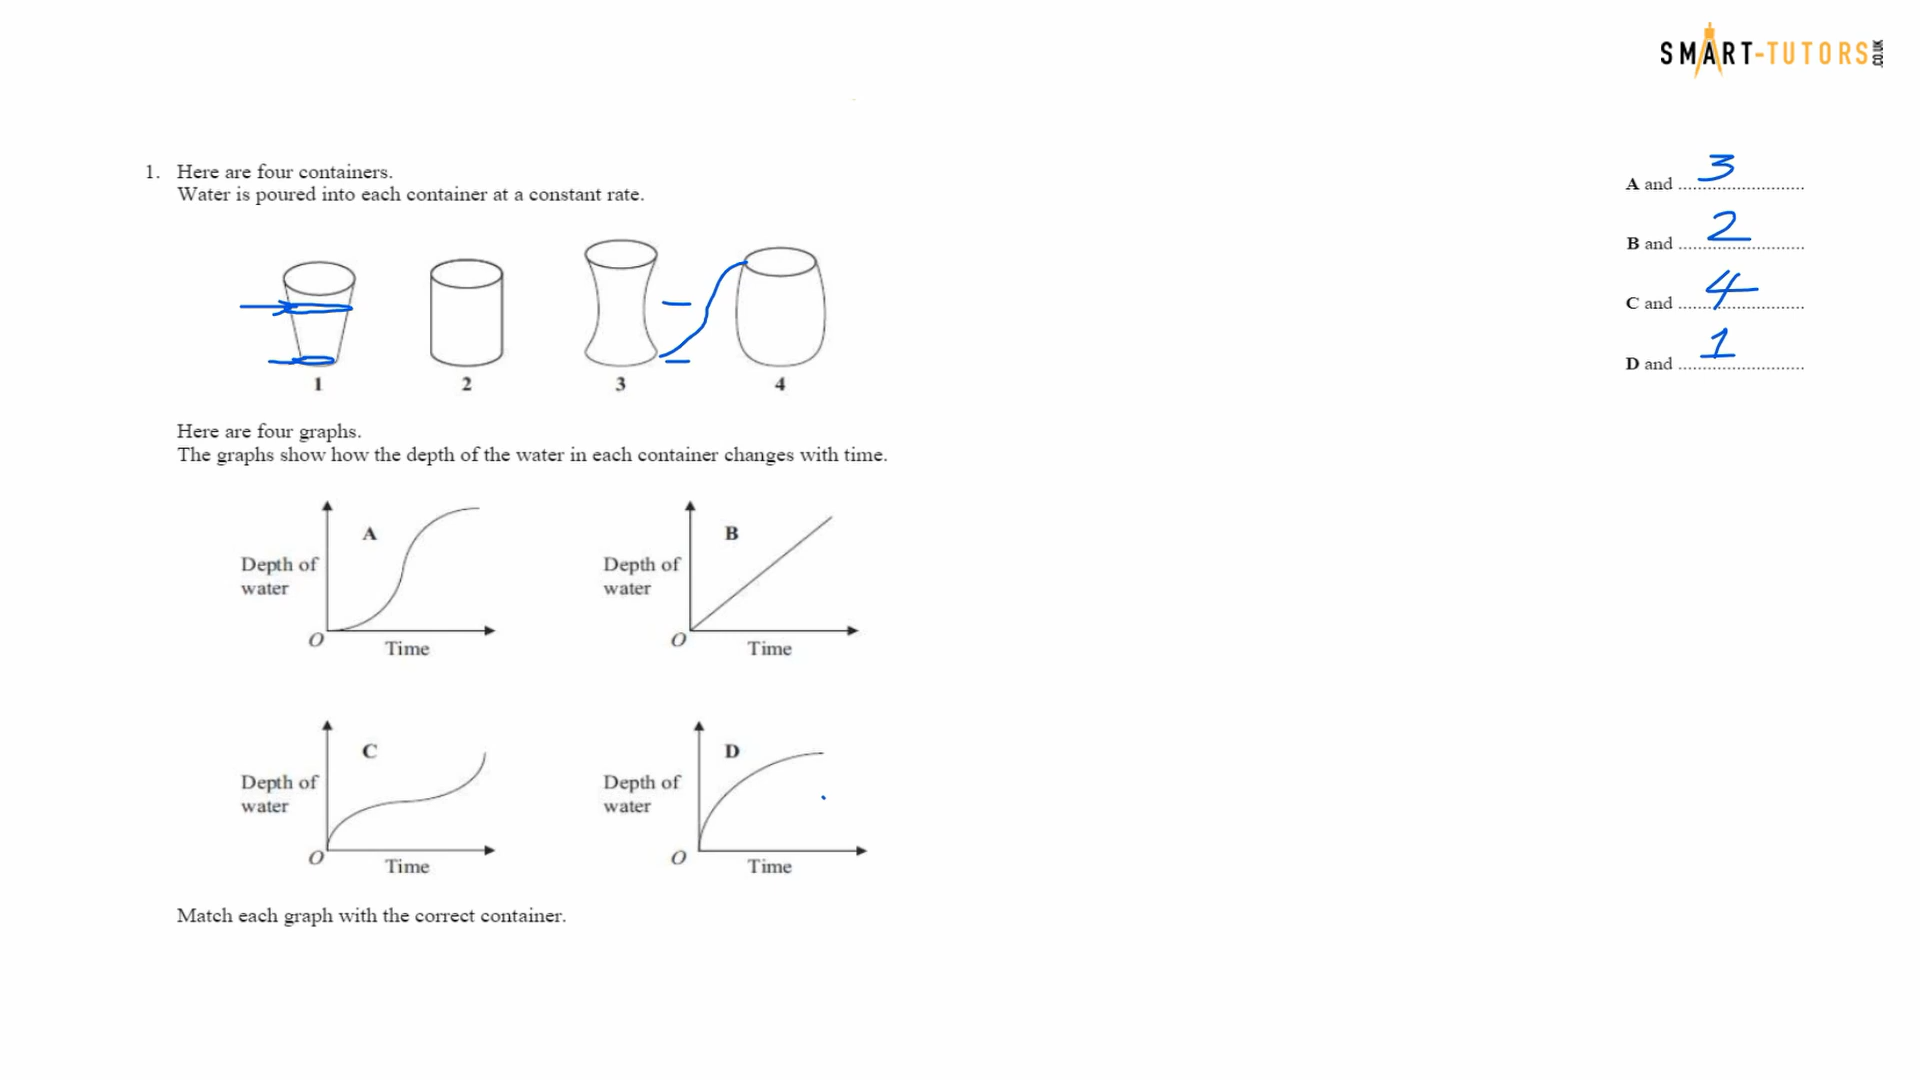 SMART-TUTORS.CO.UK
1. Here are four containers.
Water is poured into each container at a constant rate.
1 2 3 4
Here are four graphs.
The graphs show how the depth of the water in each container changes with time.
A
Depth of
water
O
Time
B
Depth of
water
O
Time
C
Depth of
water
O
Time
D
Depth of
water
O
Time
Match each graph with the correct container.
A and ............................ 3
B and ............................ 2
C and ............................ 4
D and ............................ 1